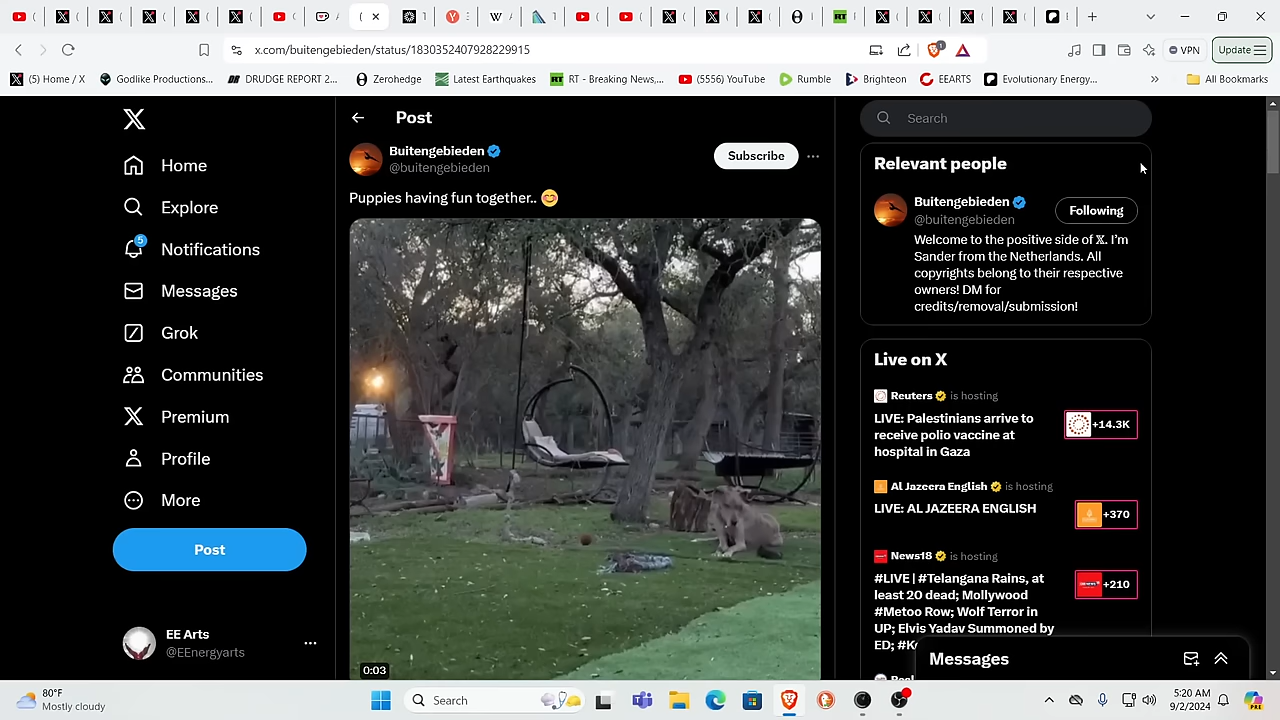 x.com/buitengebieden/status/1830352407928229915
VPN
Update
(5) Home / X
Godlike Productions...
DRUDGE REPORT 2...
Zerohedge
Latest Earthquakes
RT - Breaking News,...
(5556) YouTube
Rumble
Brighteon
EEARTS
Evolutionary Energy...
All Bookmarks
Home
Explore
5
Notifications
Messages
Grok
Communities
Premium
Profile
More
Post
EE Arts
@EEnergyarts
Post
Buitengebieden
@buitengebieden
Subscribe
Puppies having fun together..
0:03
Search
Relevant people
Buitengebieden
@buitengebieden
Following
Welcome to the positive side of 𝕏. I'm
Sander from the Netherlands. All
copyrights belong to their respective
owners! DM for
credits/removal/submission!
Live on X
Reuters is hosting
LIVE: Palestinians arrive to
receive polio vaccine at
hospital in Gaza
+14.3K
Al Jazeera English is hosting
LIVE: AL JAZEERA ENGLISH
+370
News18 is hosting
#LIVE | #Telangana Rains, at
least 20 dead; Mollywood
#Metoo Row; Wolf Terror in
UP; Elvis Yadav Summoned by
+210
Messages
80°F
Mostly cloudy
Search
5:20 AM
9/2/2024